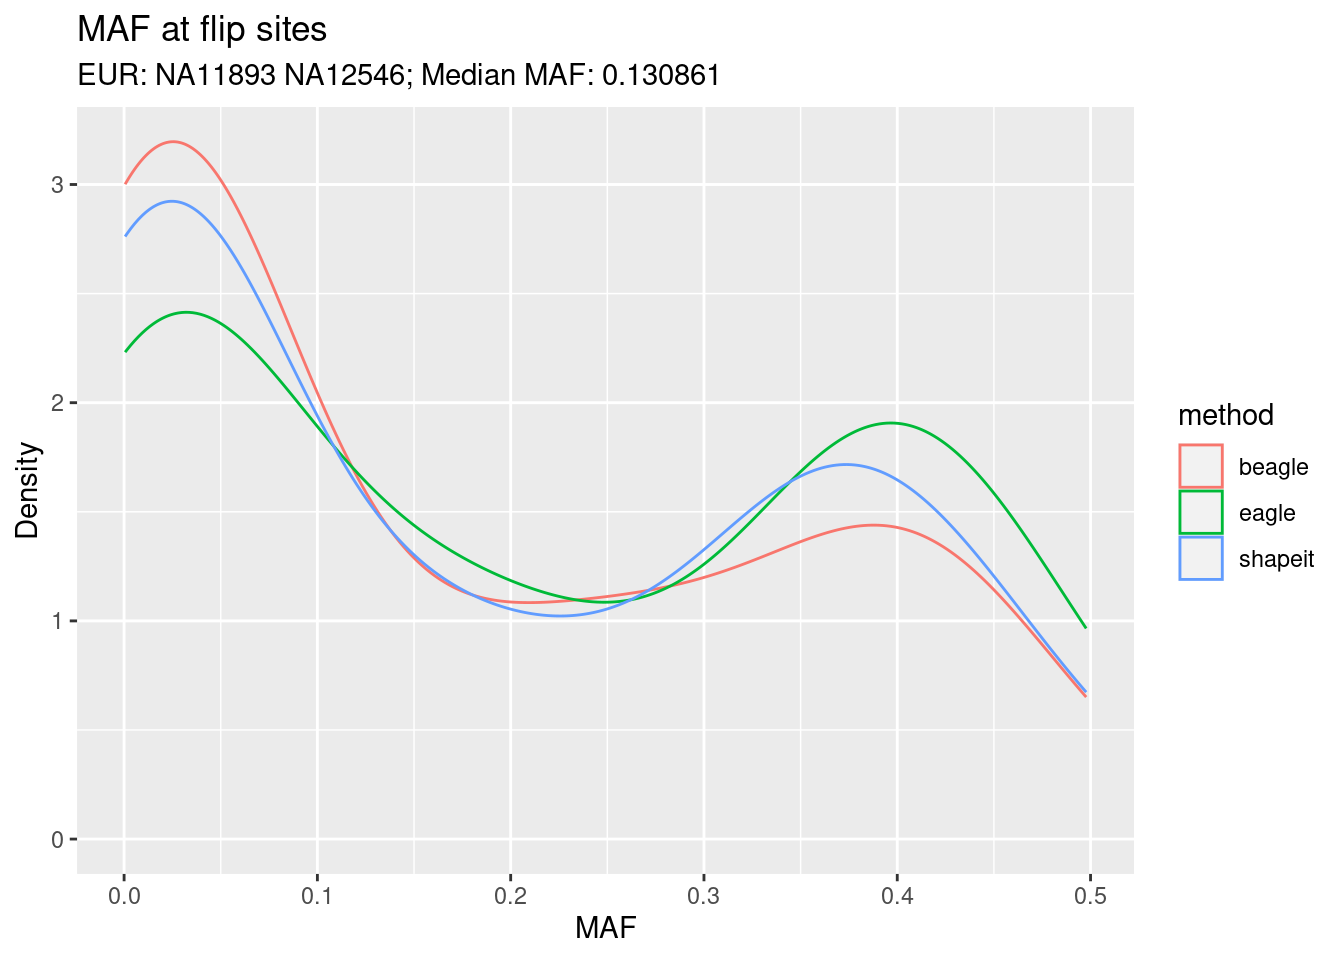 MAF at flip sites
EUR: NA11893 NA12546; Median MAF: 0.130861
3
2
1
0
Density
0.0 0.1 0.2 0.3 0.4 0.5
MAF
method
beagle
eagle
shapeit